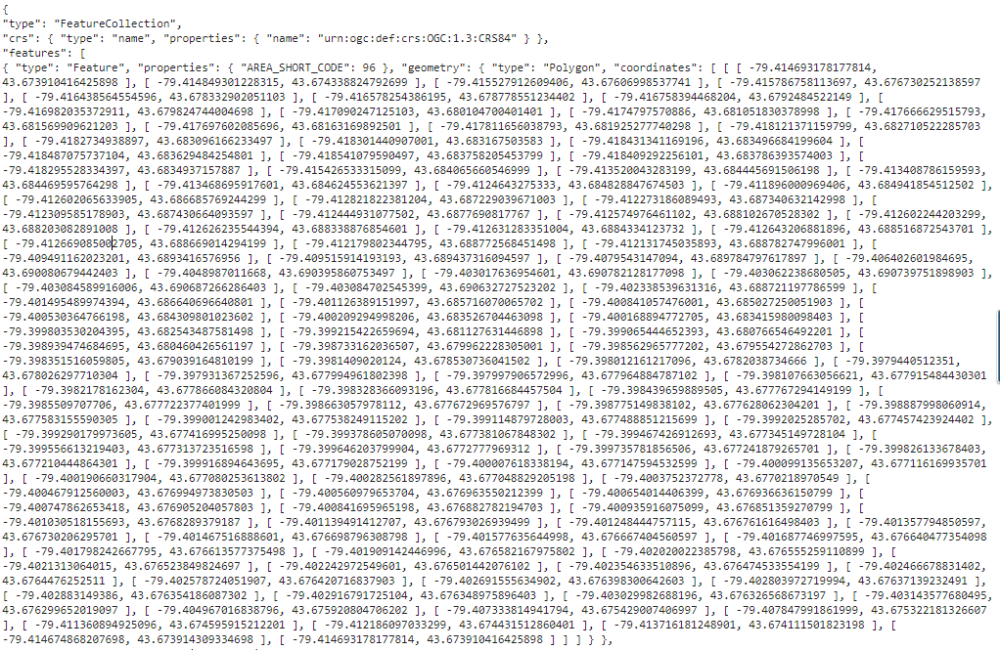 {
"type": "FeatureCollection",
"crs": { "type": "name", "properties": { "name": "urn:ogc:def:crs:OGC:1.3:CRS84" } },
"features": [
{ "type": "Feature", "properties": { "AREA_SHORT_CODE": 96 }, "geometry": { "type": "Polygon", "coordinates": [ [ [ -79.414693178177814,
43.673910416425898 ], [ -79.414849301228315, 43.674338824792699 ], [ -79.415527912609406, 43.67606998537741 ], [ -79.415786758113697, 43.676730252138597
], [ -79.416438564554596, 43.678332902051103 ], [ -79.416578254386195, 43.678778551234402 ], [ -79.416758394468204, 43.6792484522149 ], [
-79.416982035372911, 43.679824744004698 ], [ -79.417090247125103, 43.680104700401401 ], [ -79.4174797570886, 43.681051830378998 ], [ -79.417666629515793,
43.681569909621203 ], [ -79.417697602085696, 43.68163169892501 ], [ -79.417811656038793, 43.681925277740298 ], [ -79.418121371159799, 43.682710522285703
], [ -79.4182734938897, 43.683096166233497 ], [ -79.418301440907001, 43.683167503583 ], [ -79.418431341169196, 43.683496684199604 ], [
-79.418487075737104, 43.683629484254801 ], [ -79.418541079590497, 43.683758205453799 ], [ -79.418409292256101, 43.683786393574003 ], [
-79.418295528334397, 43.6834937157887 ], [ -79.415426533315099, 43.684065660546999 ], [ -79.413520043283199, 43.684445691506198 ], [ -79.413408786159593,
43.684469595764298 ], [ -79.413468695917601, 43.684624553621397 ], [ -79.4124643275333, 43.684828847674503 ], [ -79.411896000969406, 43.684941854512502 ],
[ -79.412602065633905, 43.686685769244299 ], [ -79.412821822381204, 43.687229039671003 ], [ -79.412273186089493, 43.687340632142998 ], [
-79.412309585178903, 43.687430664093597 ], [ -79.412444931077502, 43.6877690817767 ], [ -79.412574976461102, 43.688102670528302 ], [ -79.412602244203299,
43.688203082891008 ], [ -79.412626235544394, 43.688338876854601 ], [ -79.412631283351004, 43.6884334123732 ], [ -79.412643206881896, 43.688516872543701 ],
[ -79.412669085002705, 43.688669014294199 ], [ -79.412179802344795, 43.688772568451498 ], [ -79.412131745035893, 43.688782747996001 ], [
-79.409491162023201, 43.6893416576956 ], [ -79.409515914193193, 43.689437316094597 ], [ -79.4079543147094, 43.689784797617897 ], [ -79.406402601984695,
43.690080679442403 ], [ -79.4048987011668, 43.690395860753497 ], [ -79.403017636954601, 43.690782128177098 ], [ -79.403062238680505, 43.690739751898903 ],
[ -79.403084589916006, 43.690687266286403 ], [ -79.403084702545399, 43.690632727523202 ], [ -79.402338539631316, 43.688721197786599 ], [
-79.401495489974394, 43.686640696640801 ], [ -79.401126389151997, 43.685716070065702 ], [ -79.400841057476001, 43.685027250051903 ], [
-79.400530364766198, 43.684309801023602 ], [ -79.400209294998206, 43.683526704463098 ], [ -79.400168894772705, 43.683415980098403 ], [
-79.399803530204395, 43.682543487581498 ], [ -79.399215422659694, 43.681127631446898 ], [ -79.399065444652393, 43.680766546492201 ], [
-79.398939474684695, 43.680460426561197 ], [ -79.398733162036507, 43.679962228305001 ], [ -79.398562965777202, 43.679554272862703 ], [
-79.398351516059805, 43.679039164810199 ], [ -79.3981409020124, 43.678530736041502 ], [ -79.398012161217096, 43.6782038734666 ], [ -79.3979440512351,
43.678026297710304 ], [ -79.397931367252596, 43.677994961802398 ], [ -79.397997906572996, 43.677964884787102 ], [ -79.398107663056621, 43.677915484430301
], [ -79.3982178162304, 43.677866084320804 ], [ -79.398328366093196, 43.677816684457504 ], [ -79.398439659889505, 43.677767294149199 ], [
-79.3985509707706, 43.677722377401999 ], [ -79.398663057978112, 43.677672969576797 ], [ -79.398775149838102, 43.677628062304201 ], [ -79.398887998060914,
43.677583155590305 ], [ -79.399001242983402, 43.677538249115202 ], [ -79.399114879728003, 43.677488851215699 ], [ -79.3992025285702, 43.677457423924402 ],
[ -79.399290179973605, 43.677416995250098 ], [ -79.399378605070098, 43.677381067848302 ], [ -79.399467426912693, 43.677345149728104 ], [
-79.399556613219403, 43.677313723516598 ], [ -79.399646203799904, 43.6772777969312 ], [ -79.399735781856506, 43.677241879265701 ], [ -79.399826133678403,
43.677210444864301 ], [ -79.399916894643695, 43.677179028752199 ], [ -79.40000761838194, 43.677147594532599 ], [ -79.400099135653207, 43.677116169935701
], [ -79.400190660317904, 43.677080253613802 ], [ -79.400282561897896, 43.677048829205198 ], [ -79.4003752372778, 43.6770218970549 ], [
-79.400467912560003, 43.676994973830503 ], [ -79.400560979653704, 43.676963550212399 ], [ -79.400654014406399, 43.676936636150799 ], [
-79.400747862653418, 43.676905204057803 ], [ -79.400841695965198, 43.676882782194703 ], [ -79.400935916075099, 43.676851359270799 ], [
-79.401030518155693, 43.6768289379187 ], [ -79.401139491412707, 43.676793026939499 ], [ -79.401248444757115, 43.676761616498403 ], [ -79.401357794850597,
43.676730206295701 ], [ -79.401467516888601, 43.676698796308798 ], [ -79.401577635644998, 43.676667404560597 ], [ -79.401687746997595, 43.676640477354098
], [ -79.401798242667795, 43.676613577375498 ], [ -79.401909142446996, 43.676582167975802 ], [ -79.402020022385798, 43.676555259110899 ], [
-79.4021313064015, 43.676523849824697 ], [ -79.402242972549601, 43.676501442076102 ], [ -79.402354633510896, 43.676474533554199 ], [ -79.402466678831402,
43.6764476252511 ], [ -79.402578724051907, 43.676420716837903 ], [ -79.402691555634902, 43.676398300642603 ], [ -79.402803972719994, 43.67637139232491 ],
[ -79.402883149386, 43.676354186087302 ], [ -79.402916791725104, 43.676348975896403 ], [ -79.403029982688196, 43.676326568673197 ], [ -79.403143577680495,
43.676299652019097 ], [ -79.404967016838796, 43.675920804706202 ], [ -79.407333814941794, 43.675429007406997 ], [ -79.407847991861999, 43.675322181326607
], [ -79.411360894925096, 43.674595915212201 ], [ -79.412186097033299, 43.674431512860401 ], [ -79.413716181248901, 43.674111501823198 ], [
-79.414674868207698, 43.673914309334698 ], [ -79.414693178177814, 43.673910416425898 ] ] ] } },